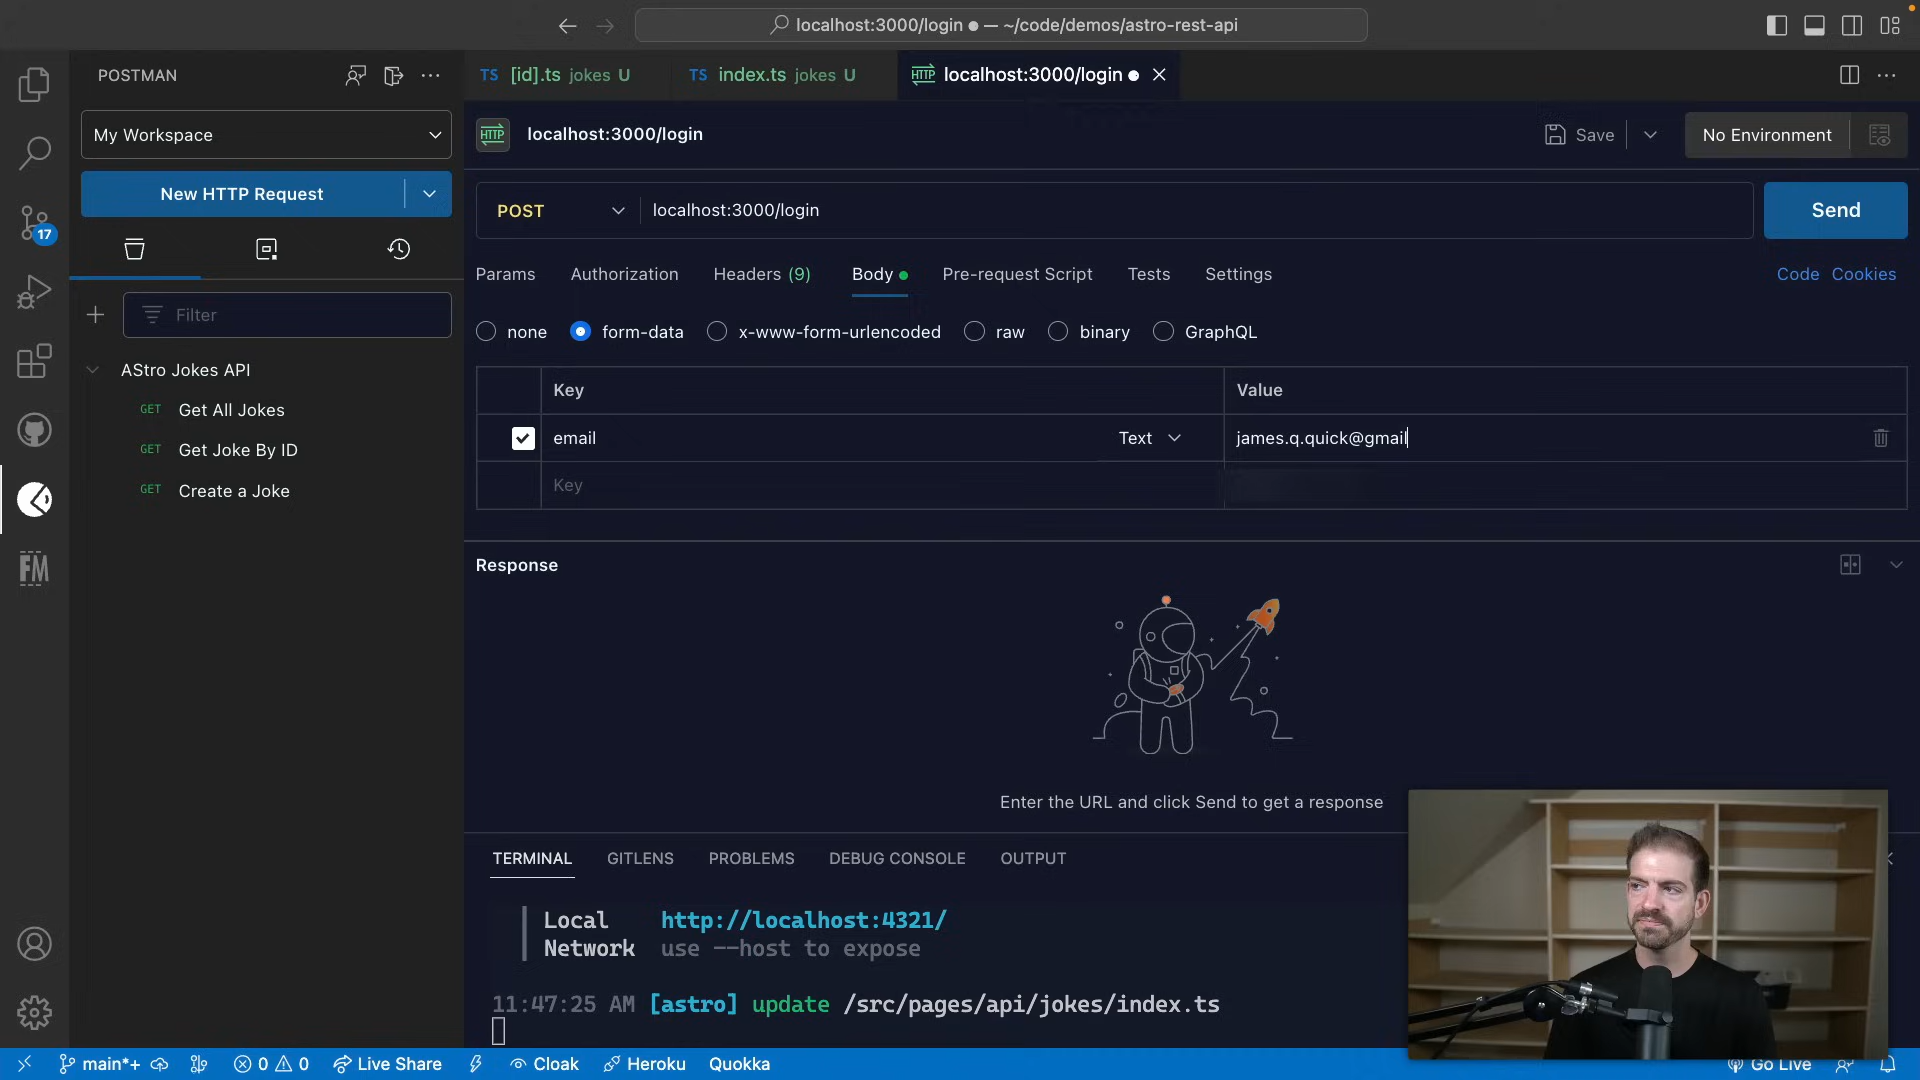 localhost:3000/login ● — ~/code/demos/astro-rest-api
POSTMAN
TS [id].ts jokes U
TS index.ts jokes U
HTTP localhost:3000/login
My Workspace
HTTP localhost:3000/login
Save
No Environment
New HTTP Request
POST
localhost:3000/login
Send
17
Params
Authorization
Headers (9)
Body
Pre-request Script
Tests
Settings
Code
Cookies
Filter
none
form-data
x-www-form-urlencoded
raw
binary
GraphQL
AStro Jokes API
GET Get All Jokes
GET Get Joke By ID
GET Create a Joke
Key
Value
email
Text
james.q.quick@gmail
Key
FM
Response
Enter the URL and click Send to get a response
TERMINAL
GITLENS
PROBLEMS
DEBUG CONSOLE
OUTPUT
Local http://localhost:4321/
Network use --host to expose
11:47:25 AM [astro] update /src/pages/api/jokes/index.ts
main*+
0
0
Live Share
Cloak
Heroku
Quokka
Go Live